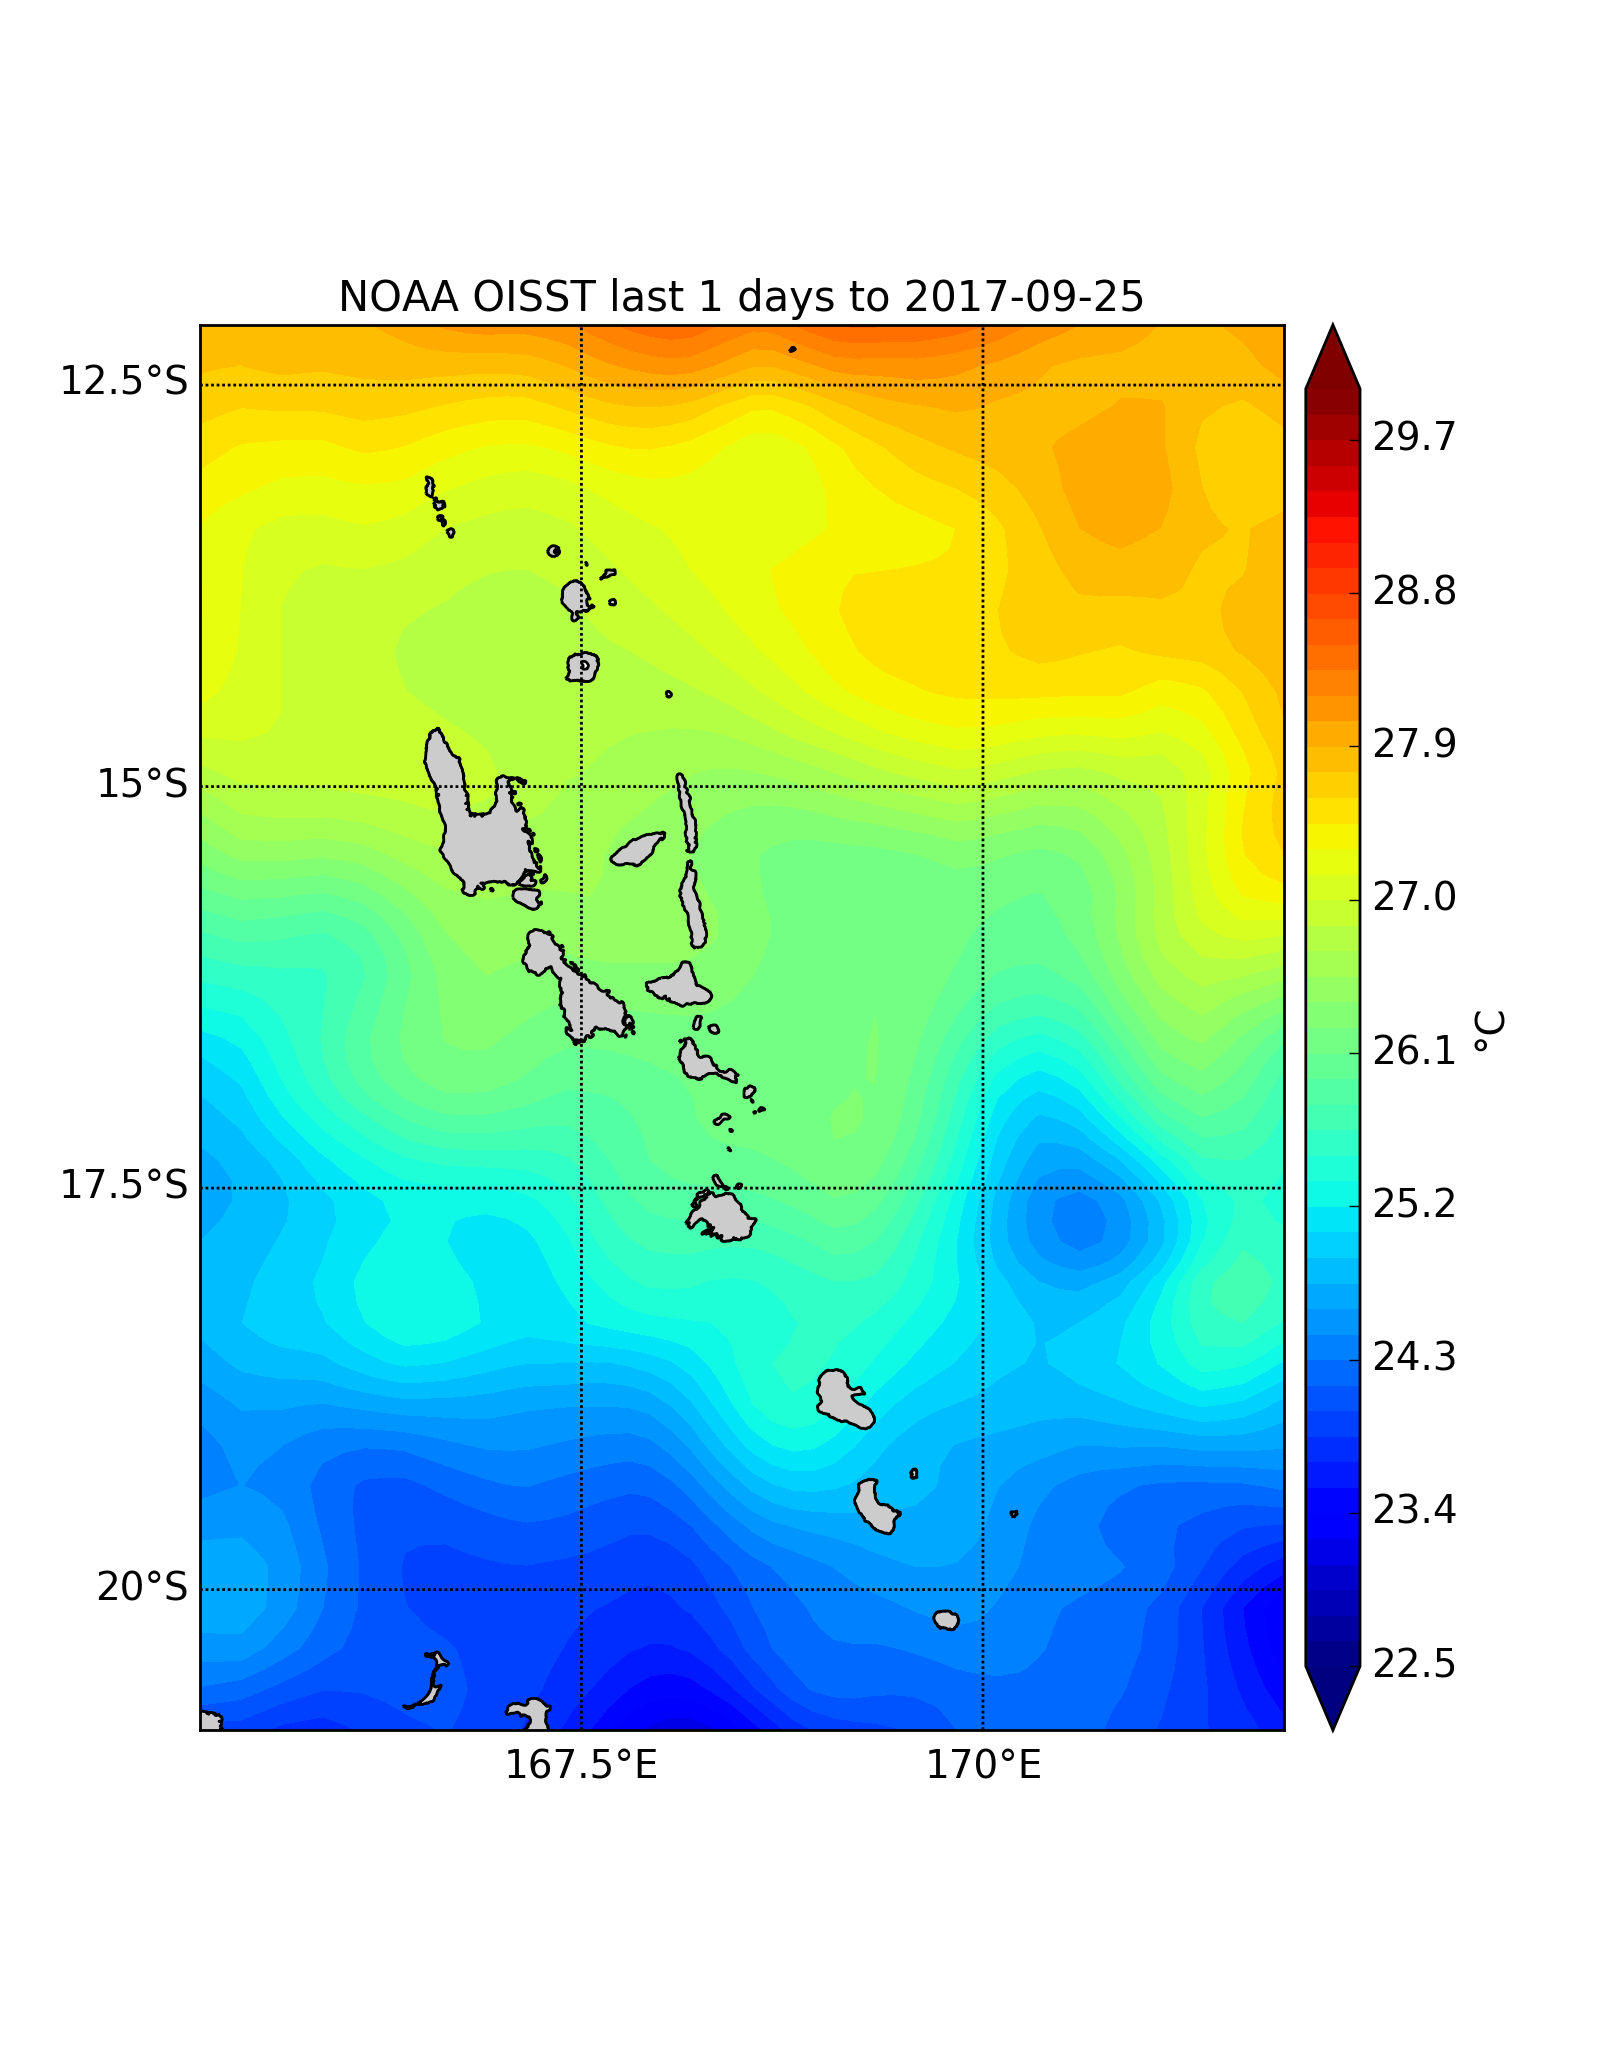 NOAA OISST last 1 days to 2017-09-25
12.5°S
15°S
17.5°S
20°S
167.5°E
170°E
29.7
28.8
27.9
27.0
26.1
25.2
24.3
23.4
22.5
°C